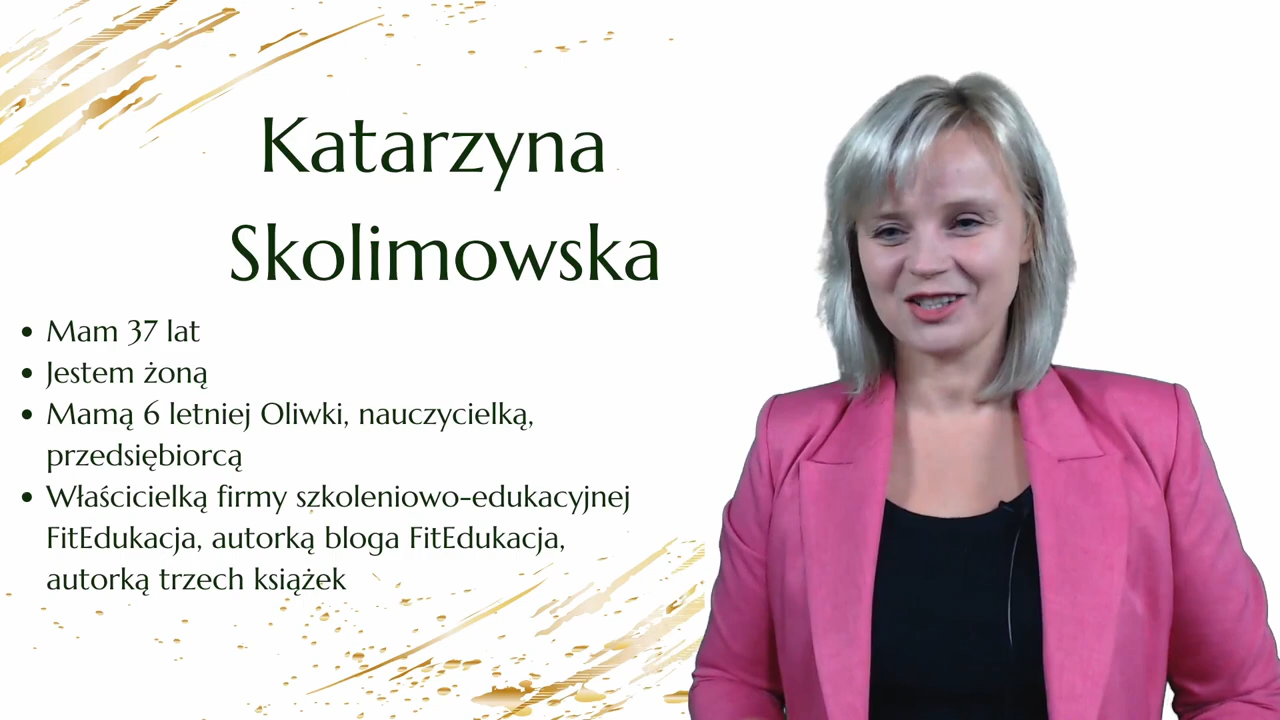 Katarzyna
Skolimowska
• Mam 37 lat
• Jestem żoną
• Mamą 6 letniej Oliwki, nauczycielką,
przedsiębiorcą
• Właścicielką firmy szkoleniowo-edukacyjnej
FitEdukacja, autorką bloga FitEdukacja,
autorką trzech książek